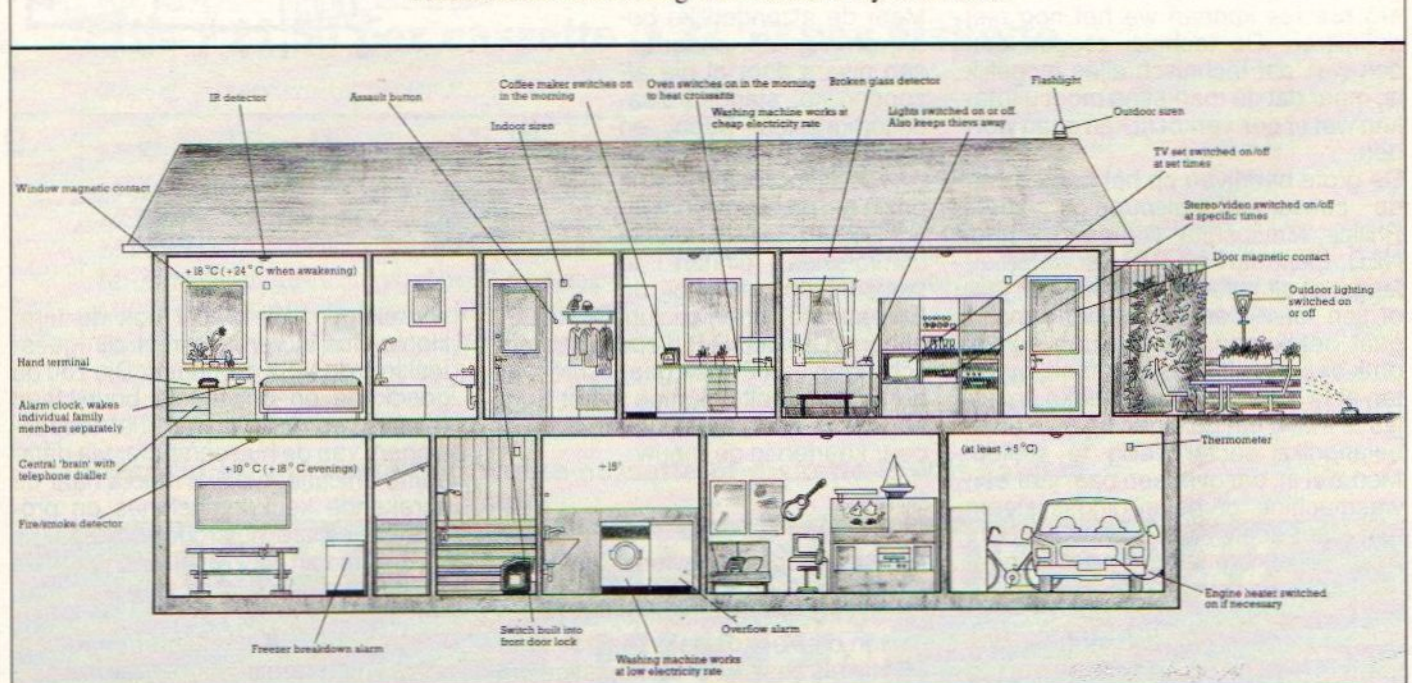 IR detector
Assault button
Coffee maker switches on
in the morning
Oven switches on in the morning
to heat croissants
Broken glass detector
Flashlight
Indoor siren
Washing machine works at
cheap electricity rate
Lights switched on or off.
Also keeps thieves away
Outdoor siren
TV set switched on/off
at set times
Window magnetic contact
Stereo/video switched on/off
at specific times
Door magnetic contact
+18°C (+24°C when awakening)
Outdoor lighting
switched on
or off
Hand terminal
Alarm clock, wakes
individual family
members separately
Central 'brain' with
telephone dialler
Fire/smoke detector
+10°C (+18°C evenings)
+15°
(at least +5°C)
Thermometer
Engine heater switched
on if necessary
Freezer breakdown alarm
Switch built into
front door lock
Overflow alarm
Washing machine works
at low electricity rate